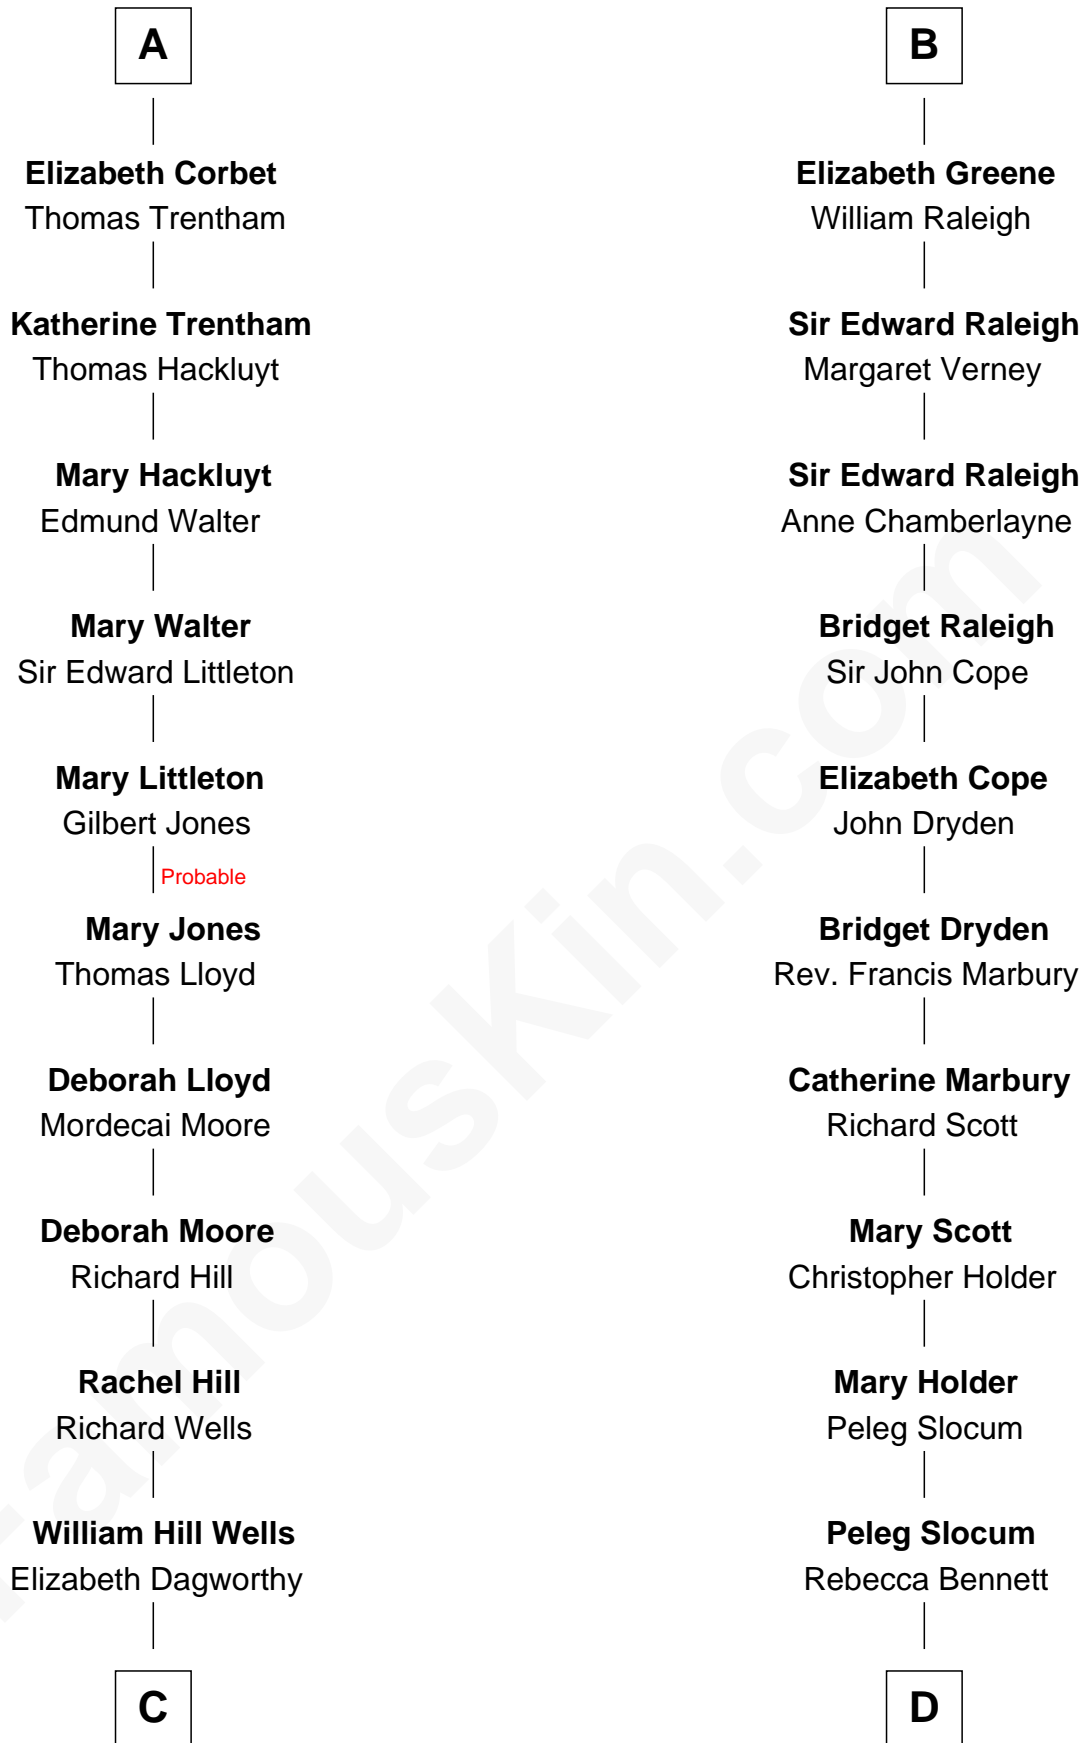 A
Elizabeth Corbet
Thomas Trentham
Katherine Trentham
Thomas Hackluyt
Mary Hackluyt
Edmund Walter
Mary Walter
Sir Edward Littleton
Mary Littleton
Gilbert Jones
Probable
Mary Jones
Thomas Lloyd
Deborah Lloyd
Mordecai Moore
Deborah Moore
Richard Hill
Rachel Hill
Richard Wells
William Hill Wells
Elizabeth Dagworthy
C
B
Elizabeth Greene
William Raleigh
Sir Edward Raleigh
Margaret Verney
Sir Edward Raleigh
Anne Chamberlayne
Bridget Raleigh
Sir John Cope
Elizabeth Cope
John Dryden
Bridget Dryden
Rev. Francis Marbury
Catherine Marbury
Richard Scott
Mary Scott
Christopher Holder
Mary Holder
Peleg Slocum
Peleg Slocum
Rebecca Bennett
D
FamousKin.com